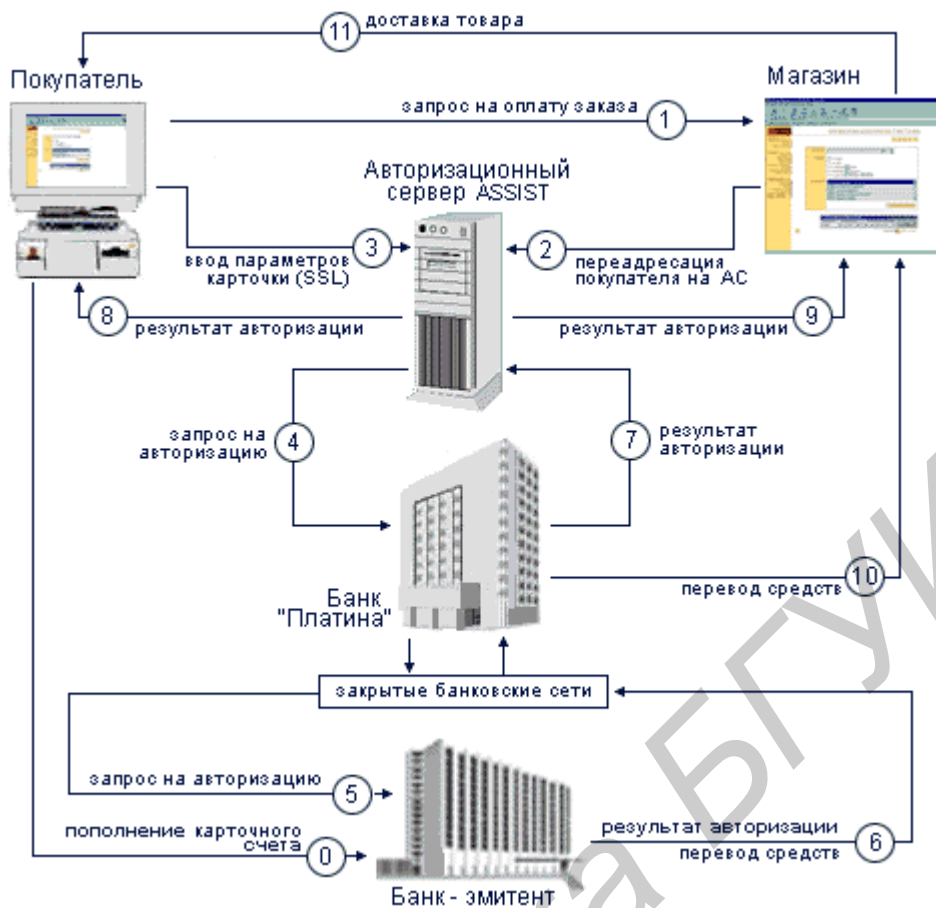 доставка товара
11
Покупатель
Магазин
запрос на оплату заказа
1
Авторизационный
сервер ASSIST
3
ввод параметров
карточки (SSL)
2
переадресация
покупателя на АС
8
результат авторизации
результат авторизации
9
запрос на
авторизацию
4
7
результат
авторизации
Банк
"Платина"
перевод средств
10
закрытые банковские сети
запрос на авторизацию
5
пополнение карточного
счета
0
результат авторизации
перевод средств
6
Банк - эмитент